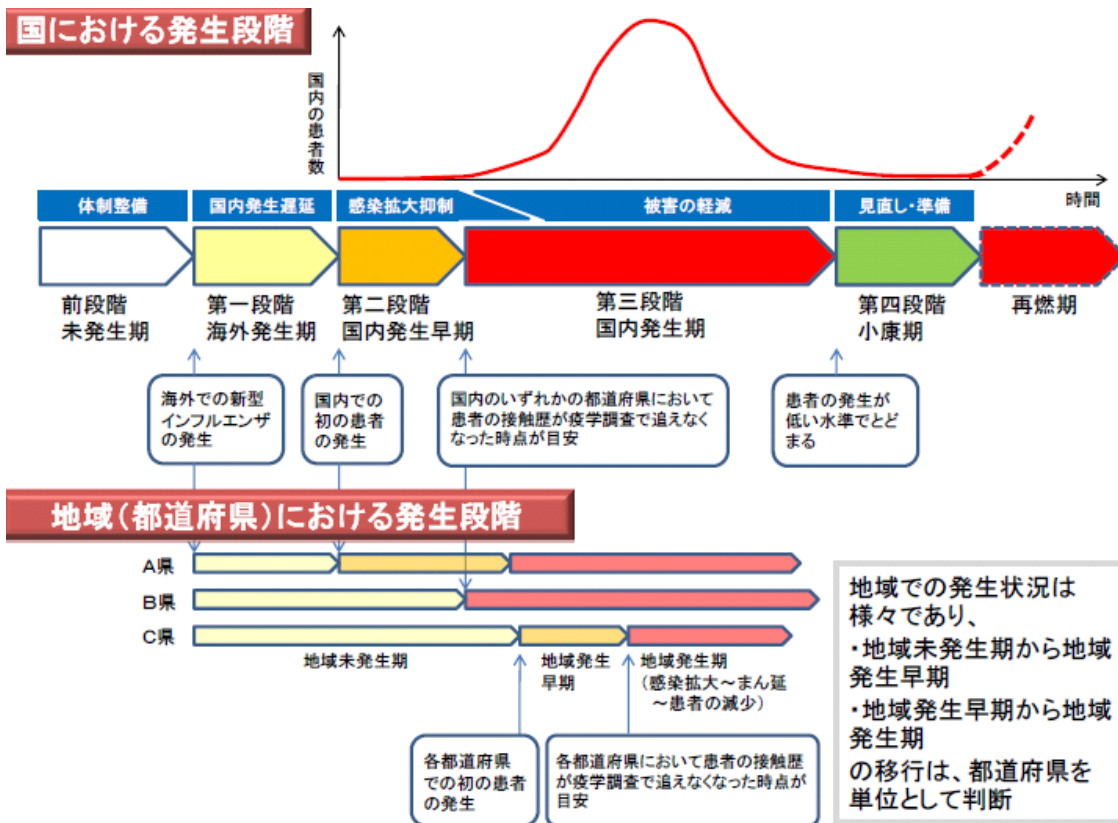 国における発生段階
国内の患者数
時間
体制整備
国内発生遅延
感染拡大抑制
被害の軽減
見直し・準備
前段階
未発生期
第一段階
海外発生期
第二段階
国内発生早期
第三段階
国内発生期
第四段階
小康期
再燃期
海外での新型
インフルエンザ
の発生
国内での
初の患者
の発生
国内のいずれかの都道府県において
患者の接触歴が疫学調査で追えなく
なった時点が目安
患者の発生が
低い水準でとど
まる
地域(都道府県)における発生段階
A県
B県
C県
地域未発生期
地域発生
早期
地域発生期
(感染拡大~まん延
~患者の減少)
各都道府県
での初の患者
の発生
各都道府県において患者の接触歴
が疫学調査で追えなくなった時点が
目安
地域での発生状況は
様々であり、
・地域未発生期から地域
発生早期
・地域発生早期から地域
発生期
の移行は、都道府県を
単位として判断